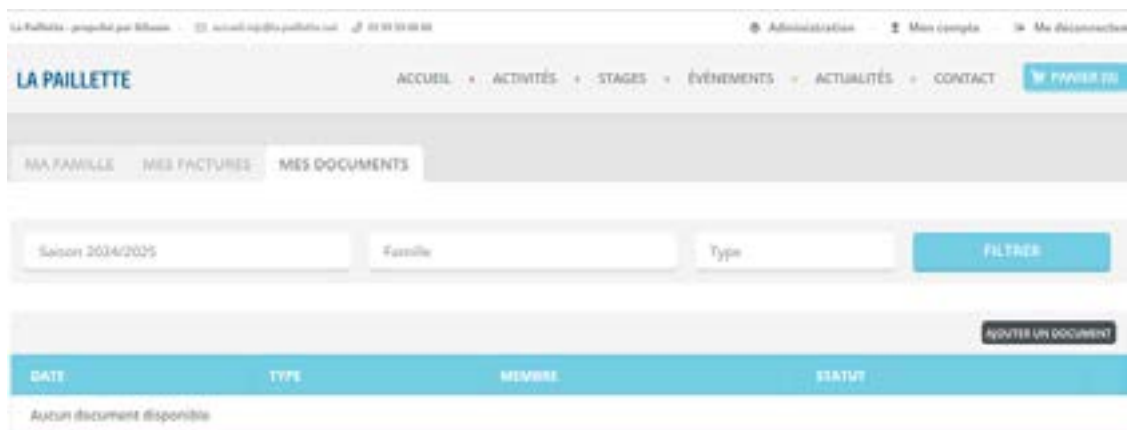 La Paillette - propulsé par
Administration Mon compte Me déconnecter
LA PAILLETTE
ACCUEIL ACTIVITÉS STAGES ÉVÉNEMENTS ACTUALITÉS CONTACT PANIER (0)
MA FAMILLE MES FACTURES MES DOCUMENTS
Saison 2024/2025 Famille Type FILTRER
AJOUTER UN DOCUMENT
DATE TYPE MEMBRE STATUT
Aucun document disponible